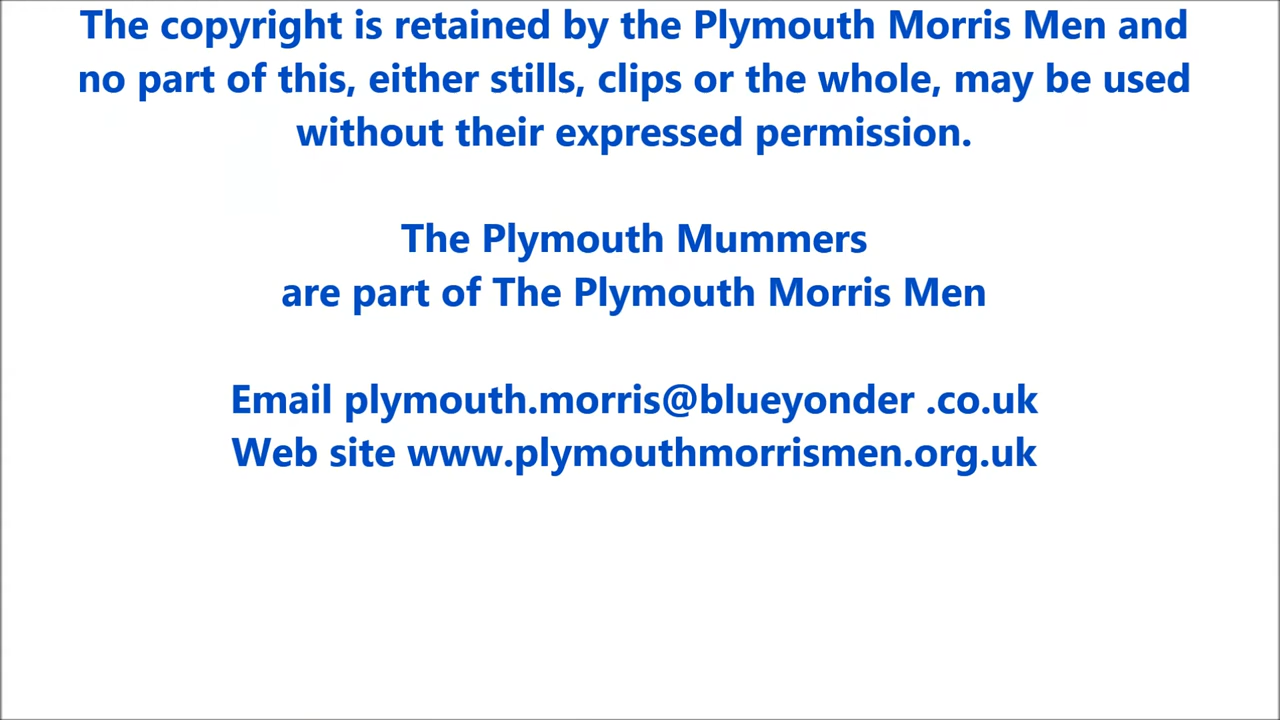 The copyright is retained by the Plymouth Morris Men and
no part of this, either stills, clips or the whole, may be used
without their expressed permission.
The Plymouth Mummers
are part of The Plymouth Morris Men
Email plymouth.morris@blueyonder .co.uk
Web site www.plymouthmorrismen.org.uk